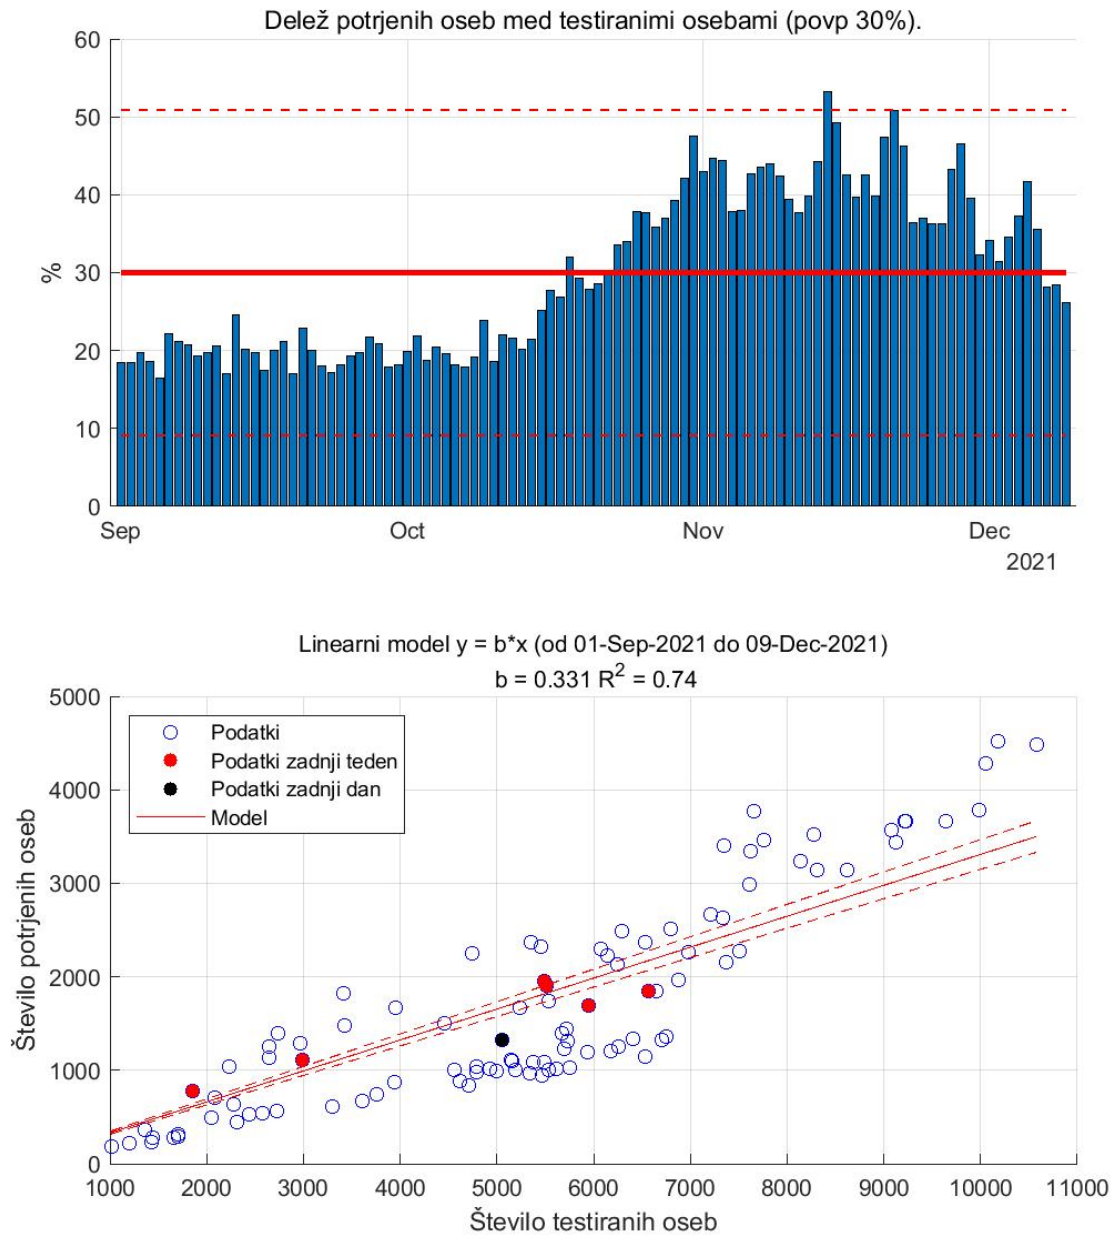 Delež potrjenih oseb med testiranimi osebami (povp 30%).
60
50
40
30
20
10
0
%
Sep Oct Nov Dec
2021
Linearni model y = b*x (od 01-Sep-2021 do 09-Dec-2021)
b = 0.331 R² = 0.74
5000
4000
3000
2000
1000
0
Število potrjenih oseb
Podatki
Podatki zadnji teden
Podatki zadnji dan
Model
1000 2000 3000 4000 5000 6000 7000 8000 9000 10000 11000
Število testiranih oseb